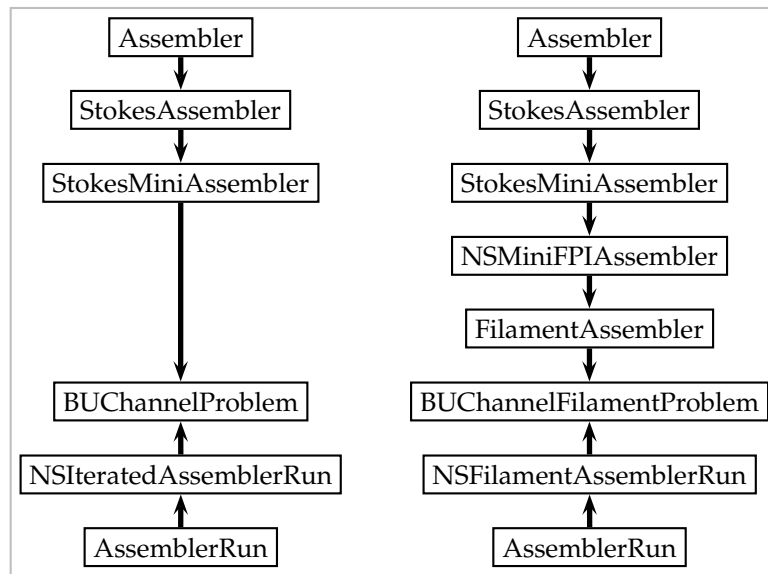 Assembler
StokesAssembler
StokesMiniAssembler
BUChannelProblem
NSIteratedAssemblerRun
AssemblerRun
Assembler
StokesAssembler
StokesMiniAssembler
NSMiniFPIAssembler
FilamentAssembler
BUChannelFilamentProblem
NSFilamentAssemblerRun
AssemblerRun